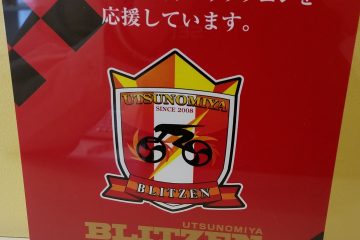 応援しています。
UTSUNOMIYA
SINCE 2008
BLITZEN
UTSUNOMIYA
BLITZEN